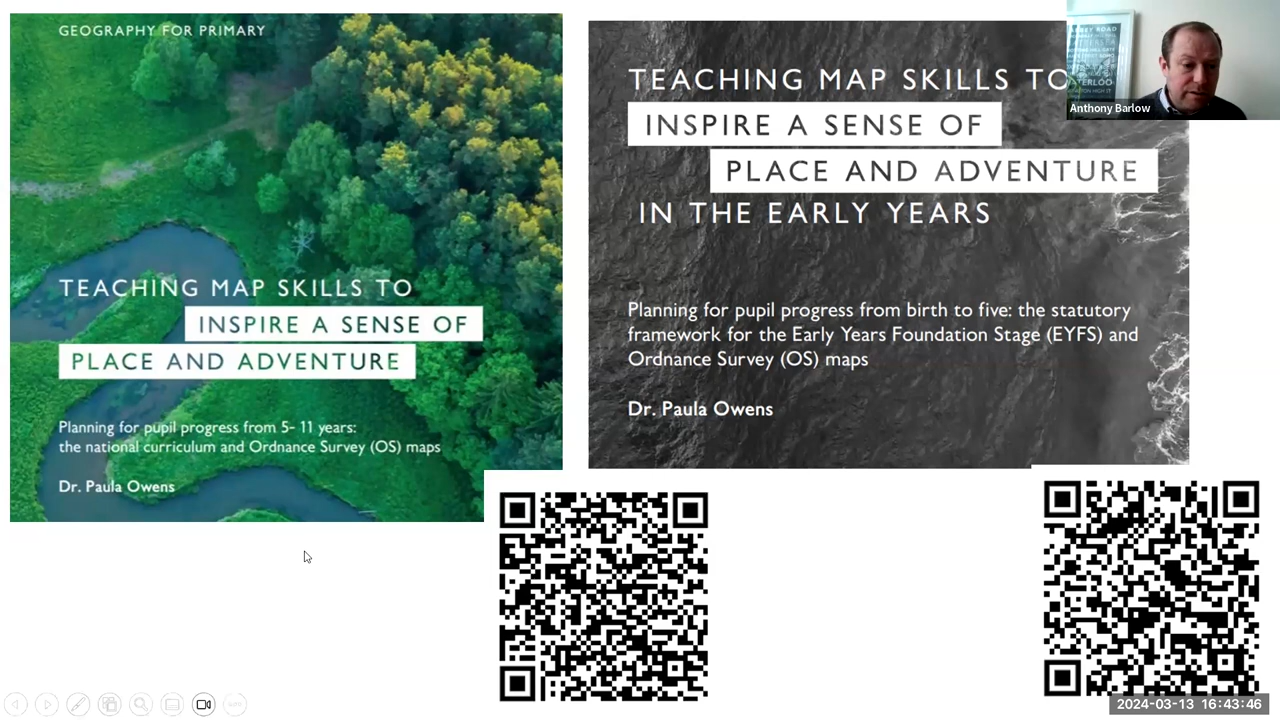 GEOGRAPHY FOR PRIMARY
TEACHING MAP SKILLS TO
INSPIRE A SENSE OF
PLACE AND ADVENTURE
Planning for pupil progress from 5- 11 years:
the national curriculum and Ordnance Survey (OS) maps
Dr. Paula Owens
TEACHING MAP SKILLS TO
INSPIRE A SENSE OF
PLACE AND ADVENTURE
IN THE EARLY YEARS
Planning for pupil progress from birth to five: the statutory
framework for the Early Years Foundation Stage (EYFS) and
Ordnance Survey (OS) maps
Dr. Paula Owens
Anthony Barlow
2024-03-13 16:43:46